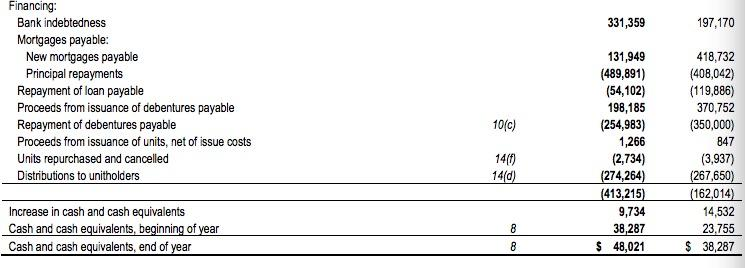 Financing:
Bank indebtedness 331,359 197,170
Mortgages payable:
New mortgages payable 131,949 418,732
Principal repayments (489,891) (408,042)
Repayment of loan payable (54,102) (119,886)
Proceeds from issuance of debentures payable 198,185 370,752
Repayment of debentures payable 10(c) (254,983) (350,000)
Proceeds from issuance of units, net of issue costs 1,266 847
Units repurchased and cancelled 14(f) (2,734) (3,937)
Distributions to unitholders 14(d) (274,264) (267,650)
(413,215) (162,014)
Increase in cash and cash equivalents 9,734 14,532
Cash and cash equivalents, beginning of year 8 38,287 23,755
Cash and cash equivalents, end of year 8 $ 48,021 $ 38,287